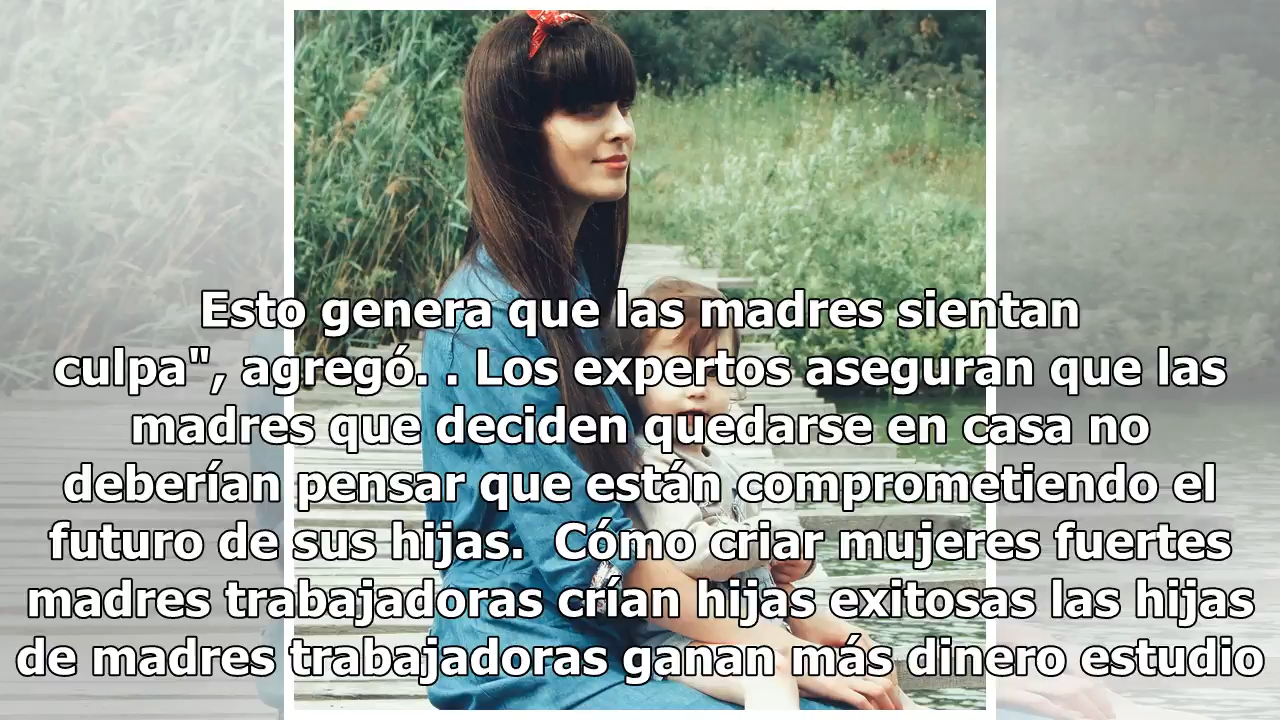 Esto genera que las madres sientan
culpa", agregó. . Los expertos aseguran que las
madres que deciden quedarse en casa no
deberían pensar que están comprometiendo el
futuro de sus hijas.  Cómo criar mujeres fuertes
madres trabajadoras crían hijas exitosas las hijas
de madres trabajadoras ganan más dinero estudio